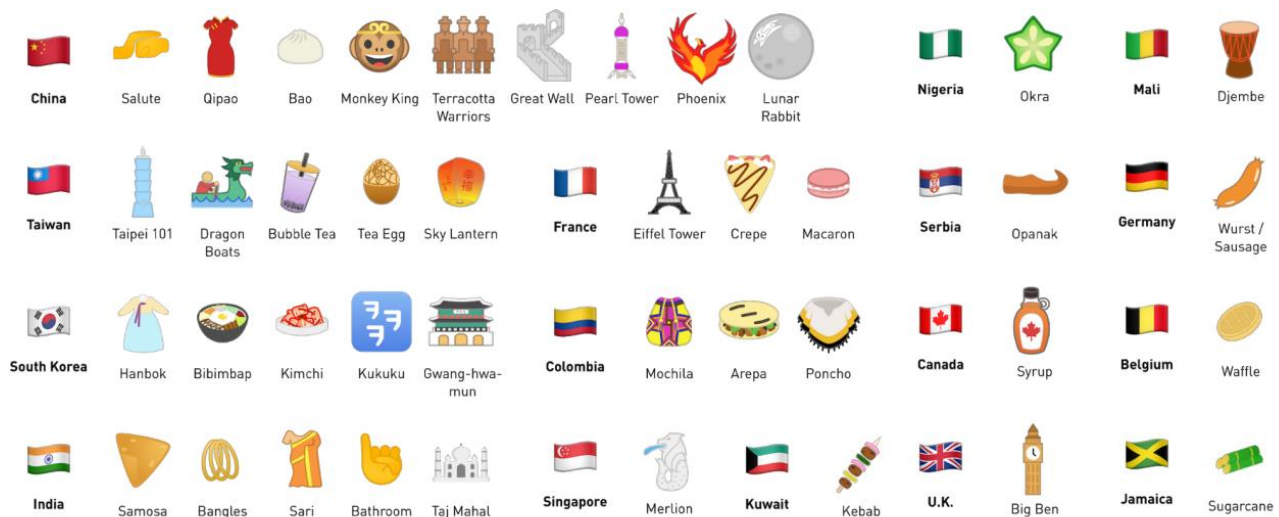 China
Salute
Qipao
Bao
Monkey King
Terracotta
Warriors
Great Wall
Pearl Tower
Phoenix
Lunar
Rabbit
Nigeria
Okra
Mali
Djembe
Taiwan
Taipei 101
Dragon
Boats
Bubble Tea
Tea Egg
Sky Lantern
France
Eiffel Tower
Crepe
Macaron
Serbia
Opanak
Germany
Wurst /
Sausage
ㅋ
ㅋ
ㅋ
South Korea
Hanbok
Bibimbap
Kimchi
Kukuku
Gwang-hwa-
mun
Colombia
Mochila
Arepa
Poncho
Canada
Syrup
Belgium
Waffle
India
Samosa
Bangles
Sari
Bathroom
Taj Mahal
Singapore
Merlion
Kuwait
Kebab
U.K.
Big Ben
Jamaica
Sugarcane